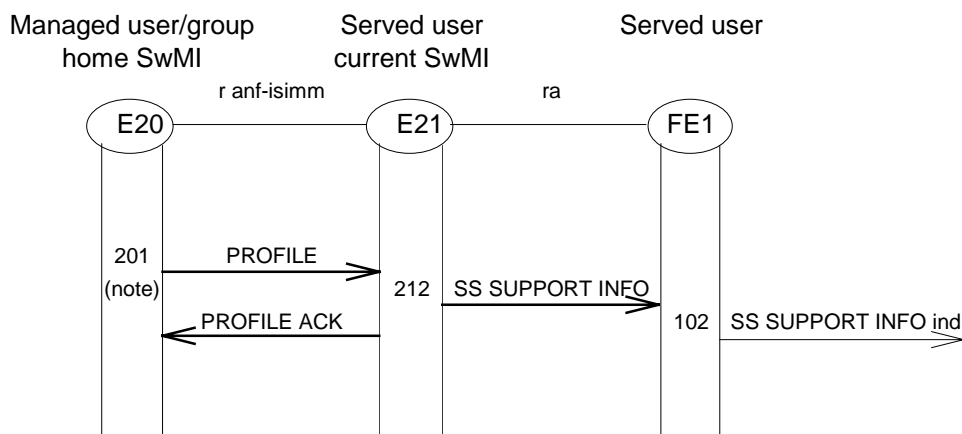 Managed user/group
home SwMI
Served user
current SwMI
Served user
r anf-isimm
ra
E20
E21
FE1
201
(note)
PROFILE
212
SS SUPPORT INFO
PROFILE ACK
102
SS SUPPORT INFO ind